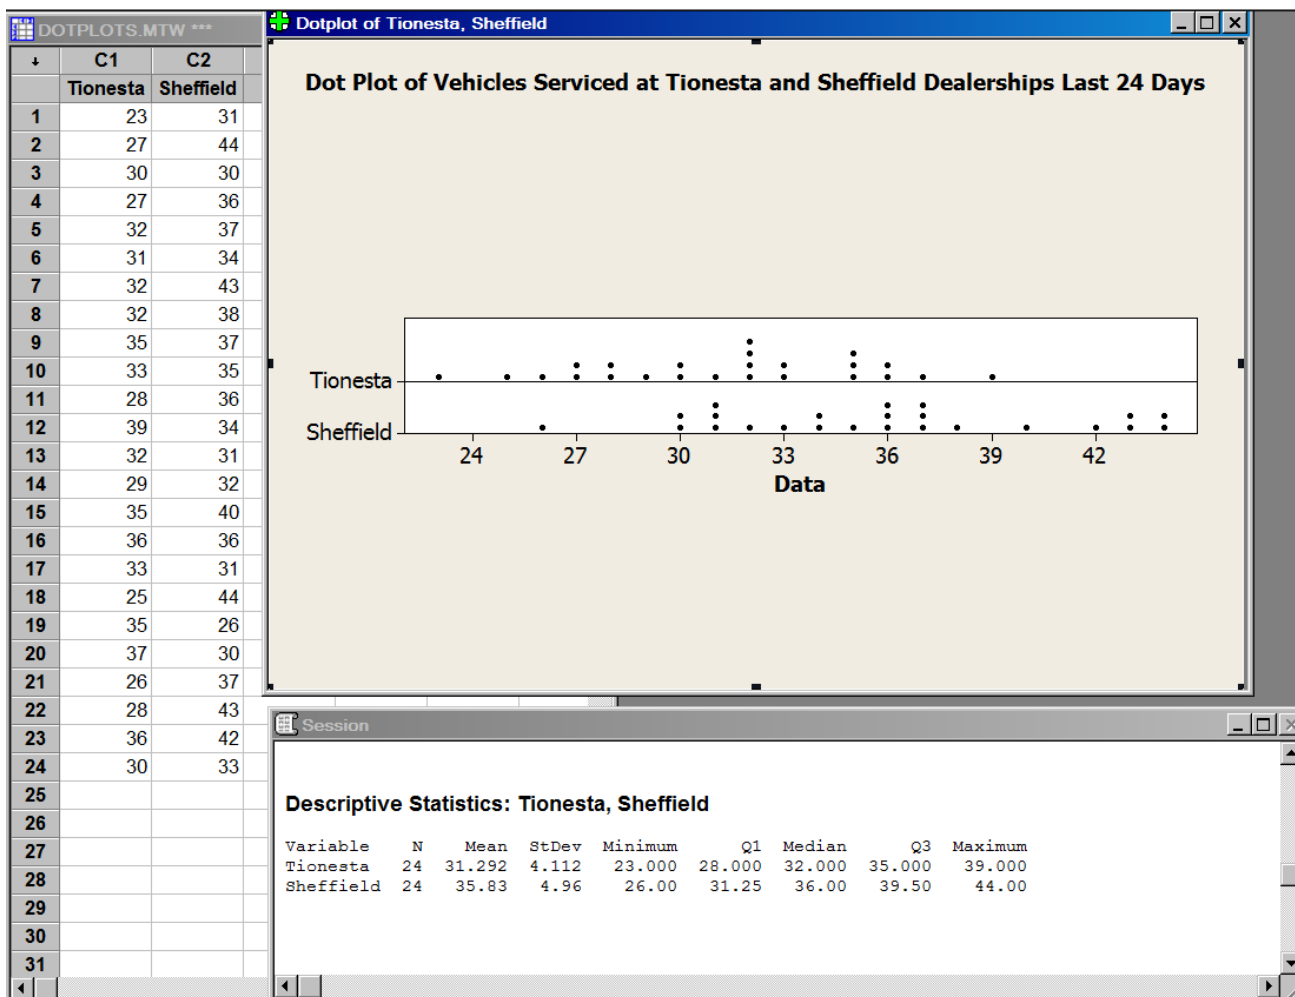 DOTPLOTS.MTW ***
↓ C1 C2
Tionesta Sheffield
1 23 31
2 27 44
3 30 30
4 27 36
5 32 37
6 31 34
7 32 43
8 32 38
9 35 37
10 33 35
11 28 36
12 39 34
13 32 31
14 29 32
15 35 40
16 36 36
17 33 31
18 25 44
19 35 26
20 37 30
21 26 37
22 28 43
23 36 42
24 30 33
25
26
27
28
29
30
31
Dotplot of Tionesta, Sheffield
Dot Plot of Vehicles Serviced at Tionesta and Sheffield Dealerships Last 24 Days
Tionesta
Sheffield
24 27 30 33 36 39 42
Data
Session
Descriptive Statistics: Tionesta, Sheffield
Variable N Mean StDev Minimum Q1 Median Q3 Maximum
Tionesta 24 31.292 4.112 23.000 28.000 32.000 35.000 39.000
Sheffield 24 35.83 4.96 26.00 31.25 36.00 39.50 44.00